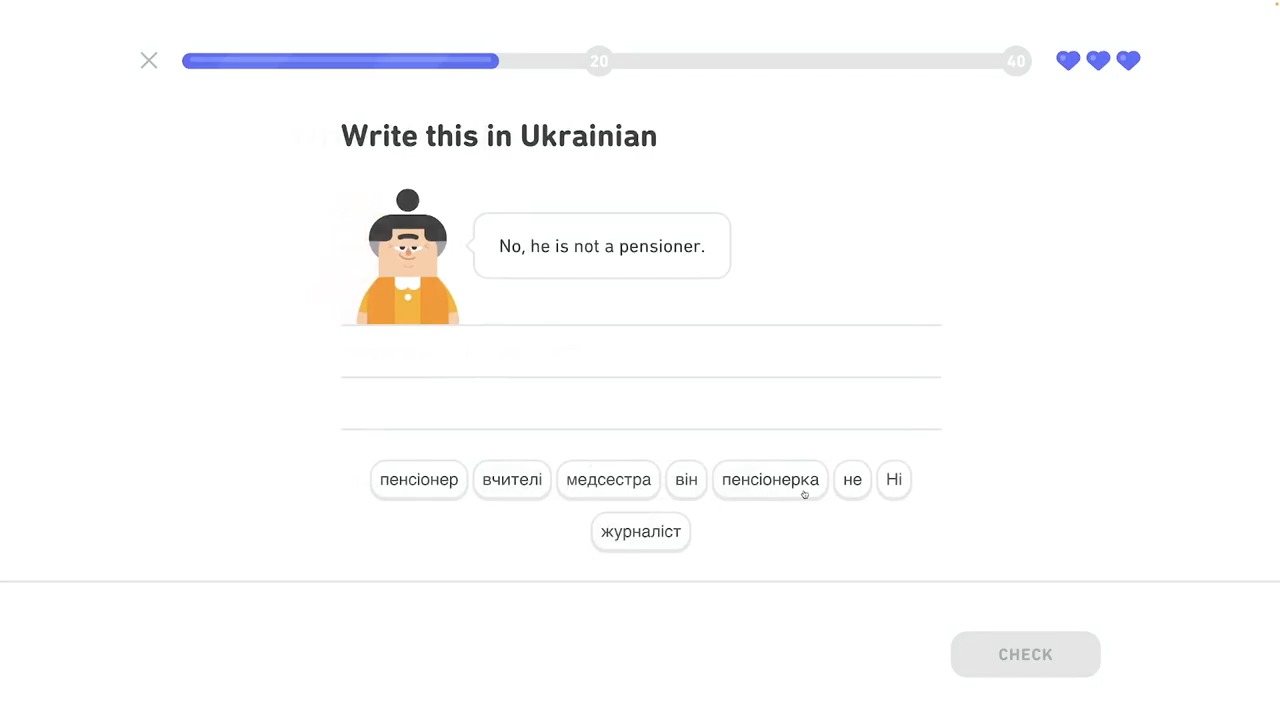 20
40
Write this in Ukrainian
No, he is not a pensioner.
пенсіонер вчителі медсестра він пенсіонерка не Ні
журналіст
CHECK